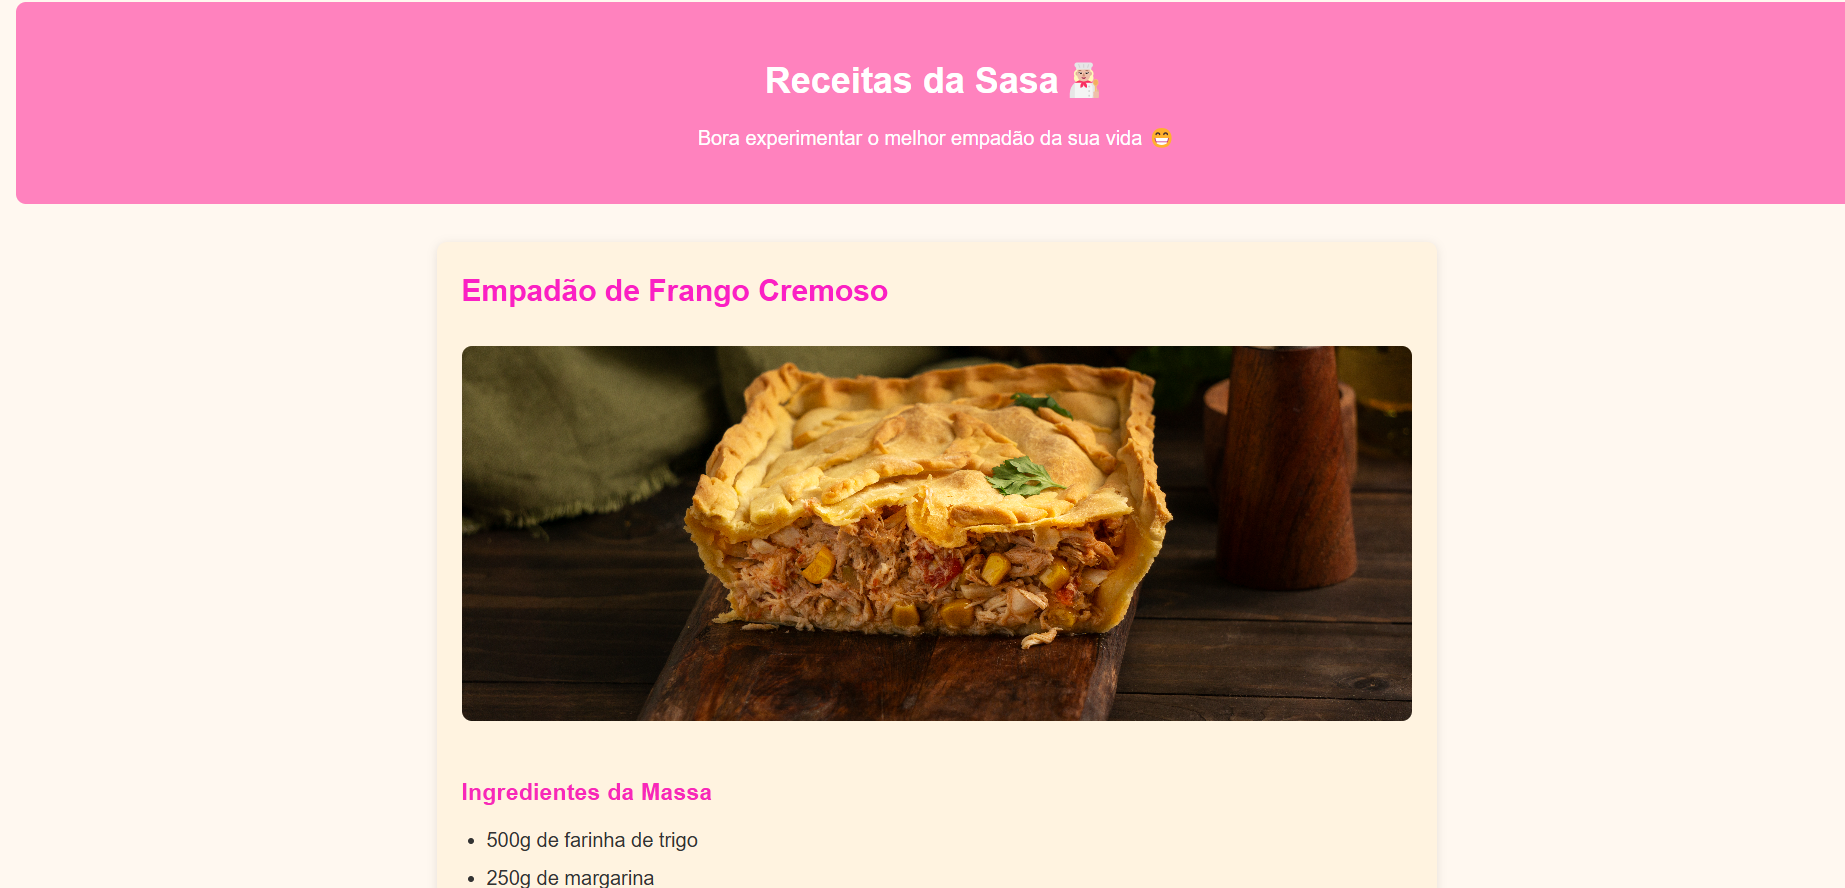 Receitas da Sasa 👩🏼‍🍳
Bora experimentar o melhor empadão da sua vida 😁
Empadão de Frango Cremoso
Ingredientes da Massa
• 500g de farinha de trigo
• 250g de margarina